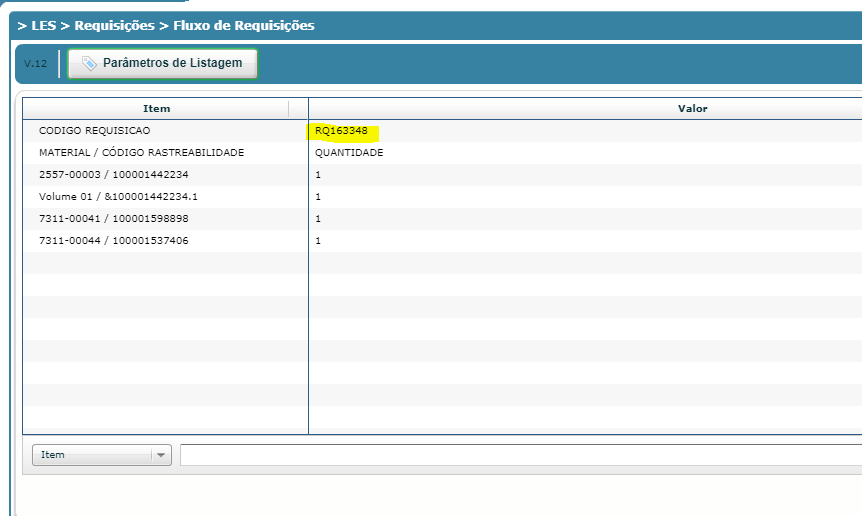 > LES > Requisições > Fluxo de Requisições
V.12 Parâmetros de Listagem
Item Valor
CODIGO REQUISICAO RQ163348
MATERIAL / CÓDIGO RASTREABILIDADE QUANTIDADE
2557-00003 / 100001442234 1
Volume 01 / &100001442234.1 1
7311-00041 / 100001598898 1
7311-00044 / 100001537406 1
Item